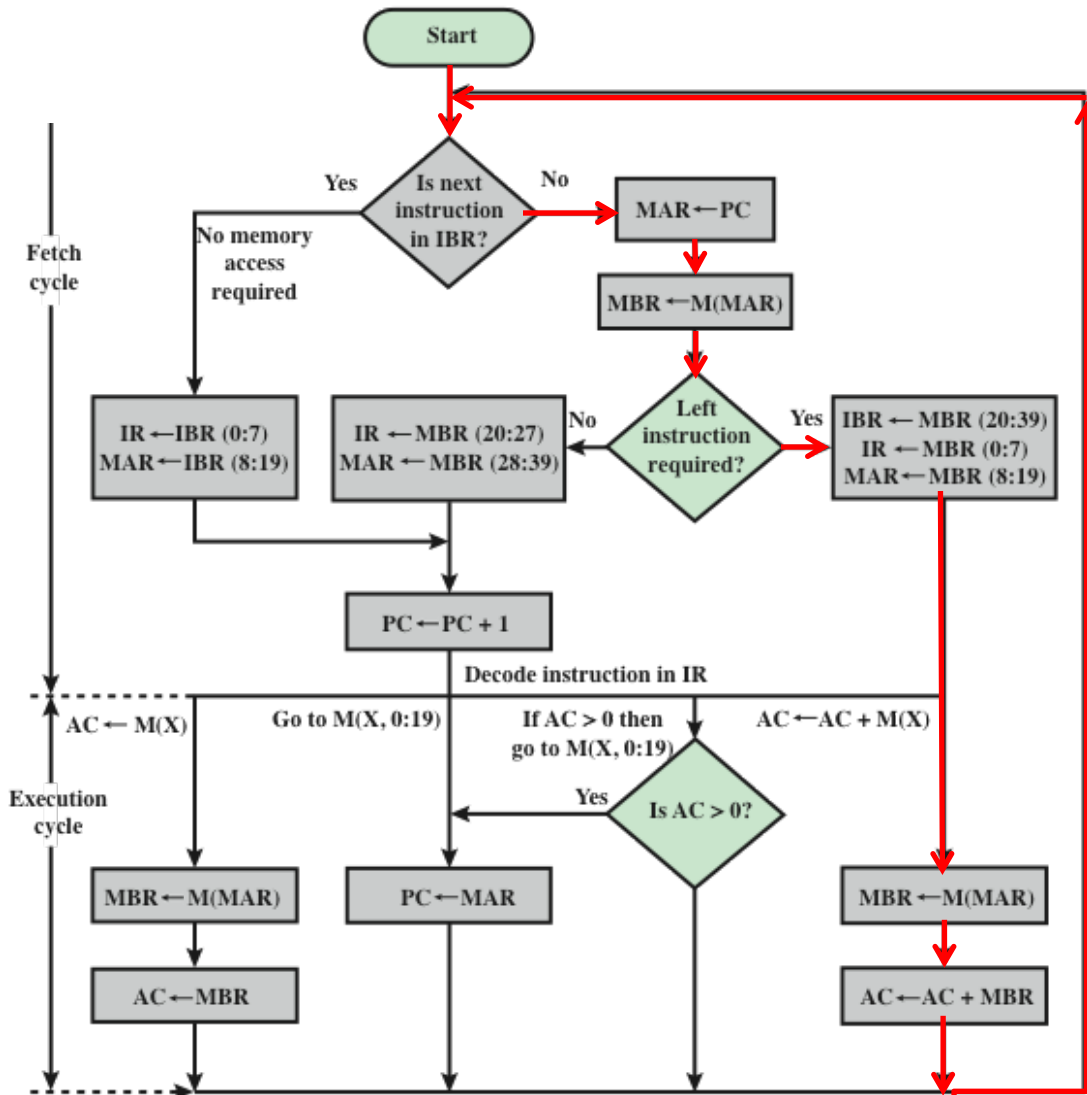 Start
Is next
instruction
in IBR?
Yes
No
MAR ← PC
No memory
access
required
Fetch
cycle
MBR ← M(MAR)
Left
instruction
required?
No
Yes
IR ← IBR (0:7)
MAR ← IBR (8:19)
IR ← MBR (20:27)
MAR ← MBR (28:39)
IBR ← MBR (20:39)
IR ← MBR (0:7)
MAR ← MBR (8:19)
PC ← PC + 1
Decode instruction in IR
AC ← M(X)
Go to M(X, 0:19)
If AC > 0 then
go to M(X, 0:19)
AC ← AC + M(X)
Execution
cycle
Yes
Is AC > 0?
MBR ← M(MAR)
PC ← MAR
MBR ← M(MAR)
AC ← MBR
AC ← AC + MBR